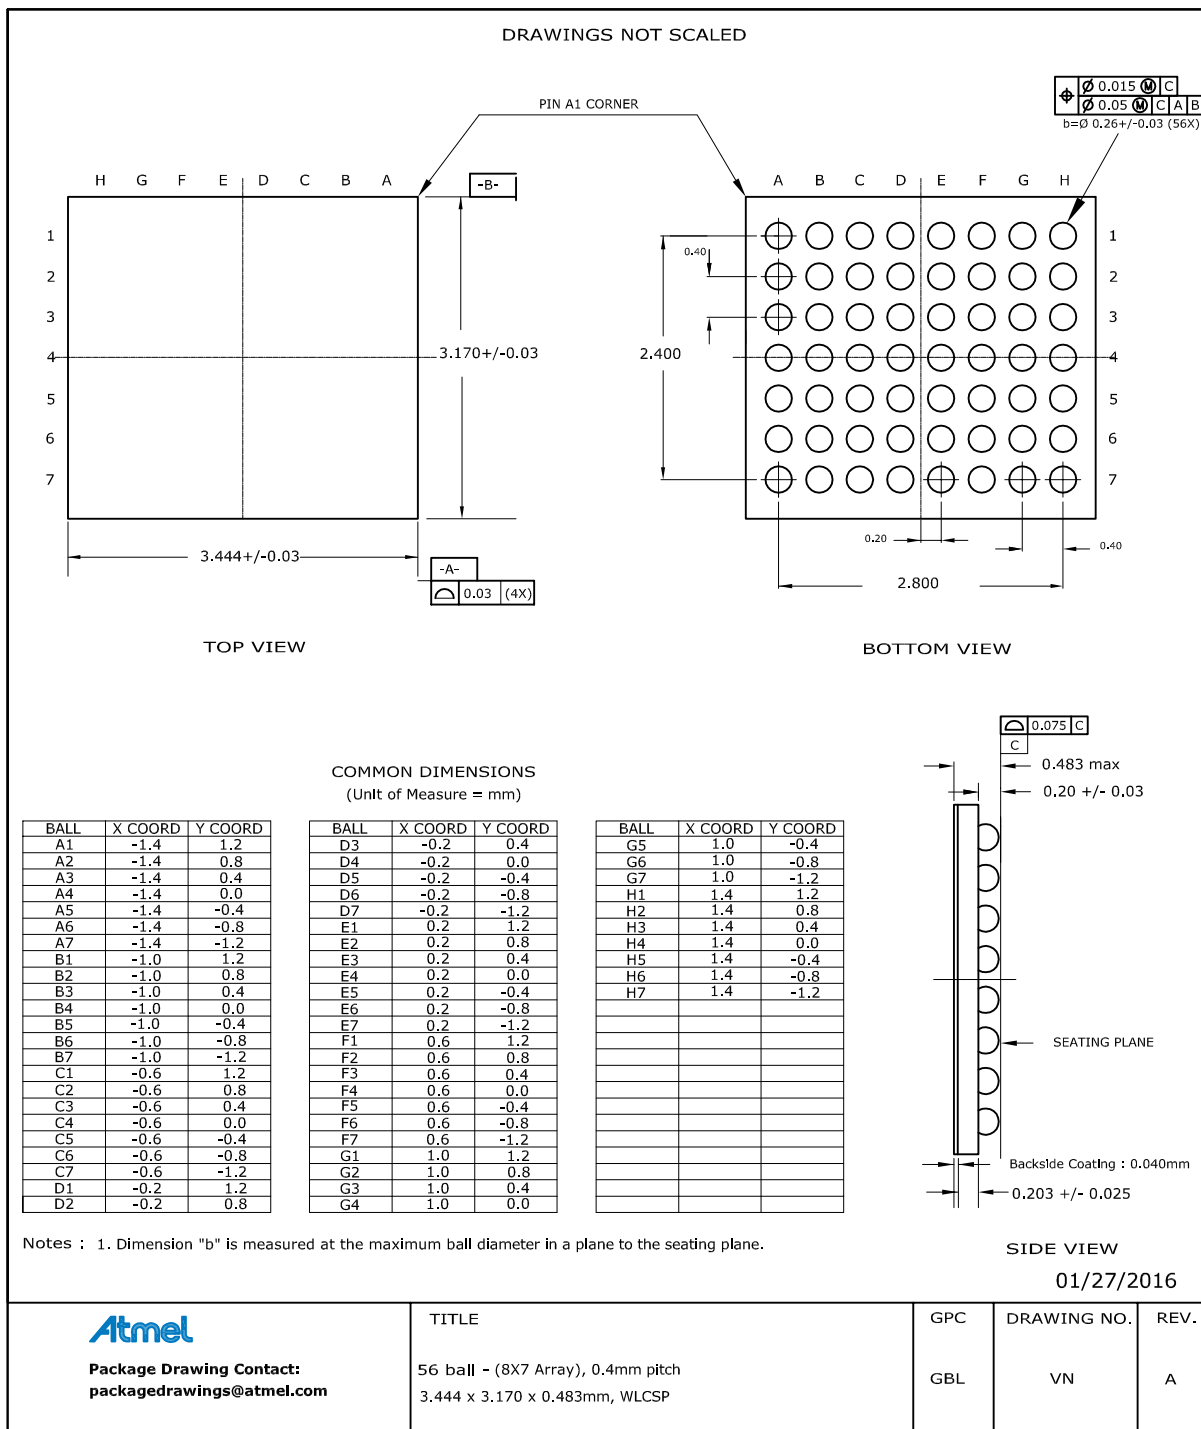 DRAWINGS NOT SCALED
PIN A1 CORNER
⌖ Ø 0.015 Ⓜ C
Ø 0.05 Ⓜ C A B
b=Ø 0.26+/-0.03 (56X)
H G F E D C B A
-B-
A B C D E F G H
1
2
3
4
5
6
7
3.170+/-0.03
3.444+/-0.03
-A-
0.03 (4X)
TOP VIEW
0.40
2.400
1
2
3
4
5
6
7
0.20
0.40
2.800
BOTTOM VIEW
0.075 C
C
0.483 max
0.20 +/- 0.03
COMMON DIMENSIONS
(Unit of Measure = mm)
BALL X COORD Y COORD
A1 -1.4 1.2
A2 -1.4 0.8
A3 -1.4 0.4
A4 -1.4 0.0
A5 -1.4 -0.4
A6 -1.4 -0.8
A7 -1.4 -1.2
B1 -1.0 1.2
B2 -1.0 0.8
B3 -1.0 0.4
B4 -1.0 0.0
B5 -1.0 -0.4
B6 -1.0 -0.8
B7 -1.0 -1.2
C1 -0.6 1.2
C2 -0.6 0.8
C3 -0.6 0.4
C4 -0.6 0.0
C5 -0.6 -0.4
C6 -0.6 -0.8
C7 -0.6 -1.2
D1 -0.2 1.2
D2 -0.2 0.8
BALL X COORD Y COORD
D3 -0.2 0.4
D4 -0.2 0.0
D5 -0.2 -0.4
D6 -0.2 -0.8
D7 -0.2 -1.2
E1 0.2 1.2
E2 0.2 0.8
E3 0.2 0.4
E4 0.2 0.0
E5 0.2 -0.4
E6 0.2 -0.8
E7 0.2 -1.2
F1 0.6 1.2
F2 0.6 0.8
F3 0.6 0.4
F4 0.6 0.0
F5 0.6 -0.4
F6 0.6 -0.8
F7 0.6 -1.2
G1 1.0 1.2
G2 1.0 0.8
G3 1.0 0.4
G4 1.0 0.0
BALL X COORD Y COORD
G5 1.0 -0.4
G6 1.0 -0.8
G7 1.0 -1.2
H1 1.4 1.2
H2 1.4 0.8
H3 1.4 0.4
H4 1.4 0.0
H5 1.4 -0.4
H6 1.4 -0.8
H7 1.4 -1.2
SEATING PLANE
Backside Coating : 0.040mm
0.203 +/- 0.025
SIDE VIEW
Notes : 1. Dimension "b" is measured at the maximum ball diameter in a plane to the seating plane.
01/27/2016
Atmel
Package Drawing Contact:
packagedrawings@atmel.com
TITLE
56 ball - (8X7 Array), 0.4mm pitch
3.444 x 3.170 x 0.483mm, WLCSP
GPC
GBL
DRAWING NO.
VN
REV.
A